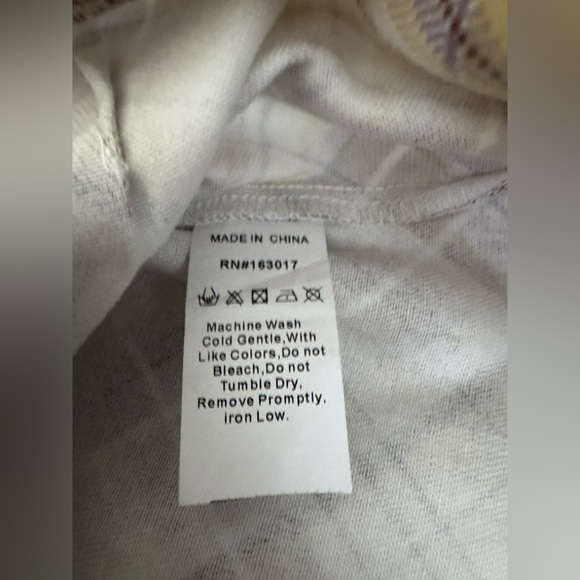 MADE IN CHINA
RN#163017
Machine Wash
Cold Gentle,With
Like Colors,Do not
Bleach,Do not
Tumble Dry,
Remove Promptly,
iron Low.